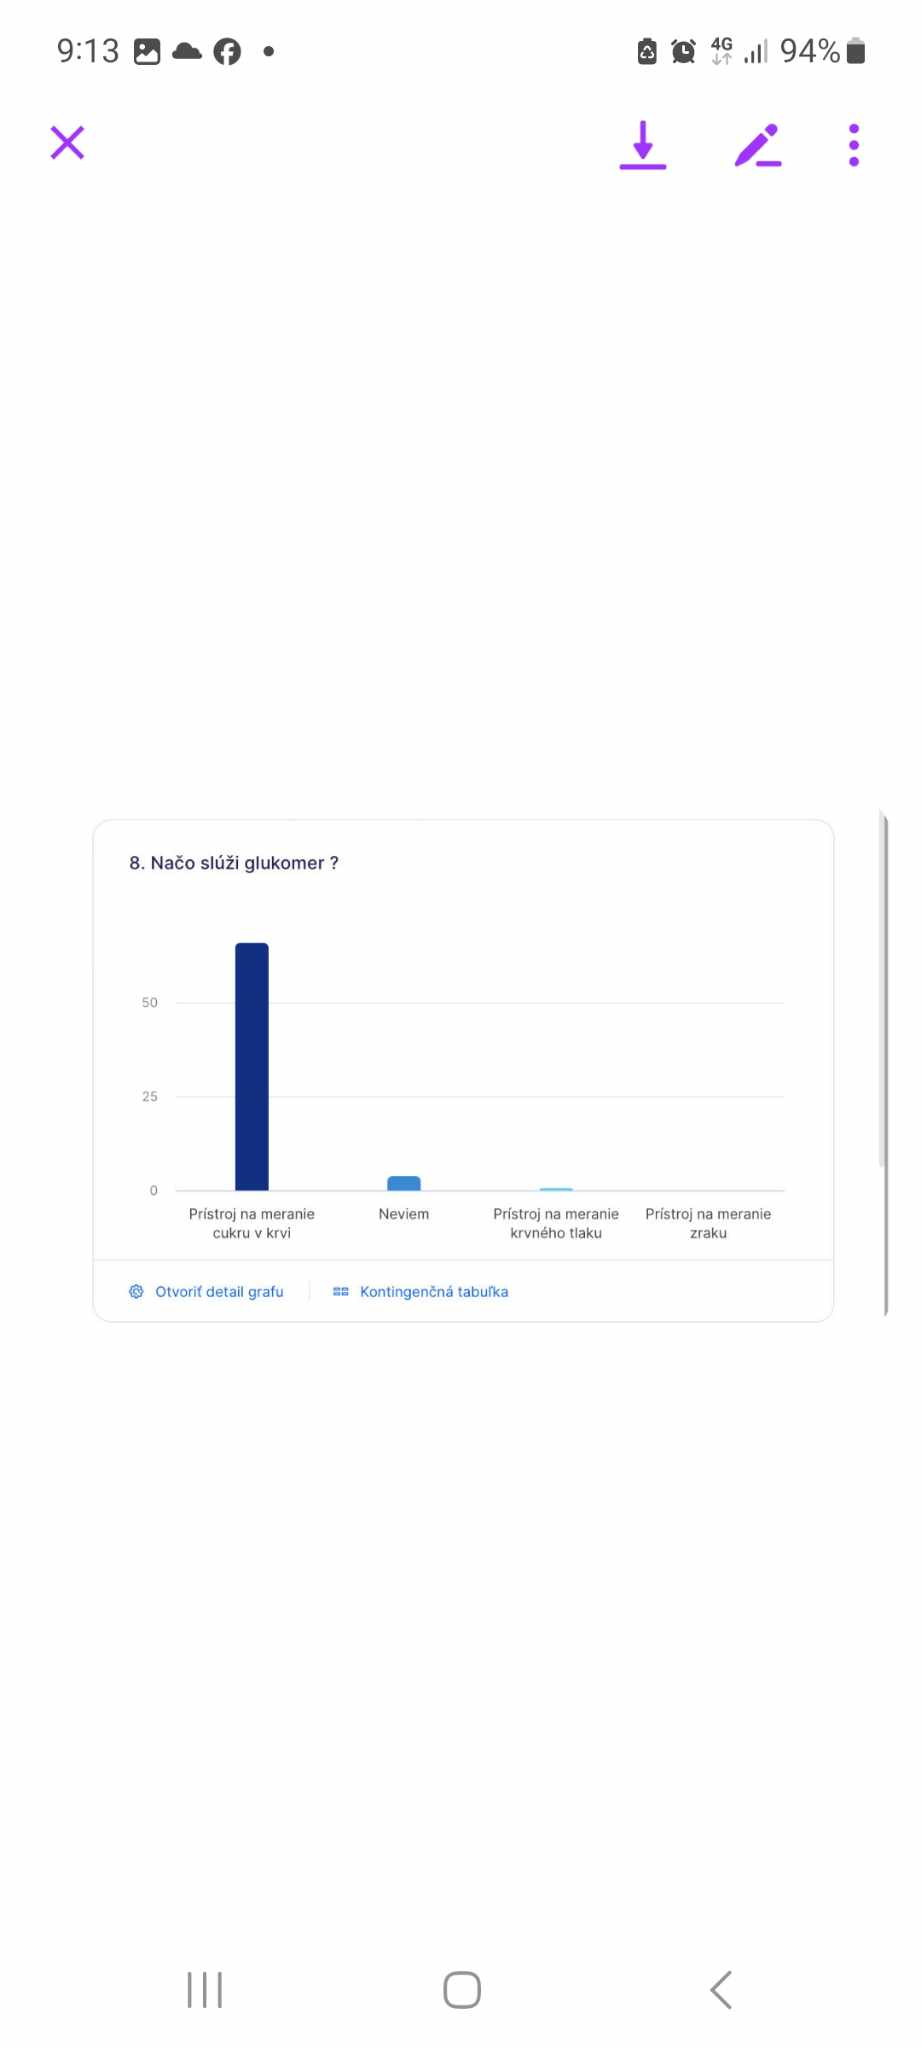 9:13
4G
94%
8. Načo slúži glukomer ?
50
25
0
Prístroj na meranie
cukru v krvi
Neviem
Prístroj na meranie
krvného tlaku
Prístroj na meranie
zraku
Otvoriť detail grafu
Kontingenčná tabuľka